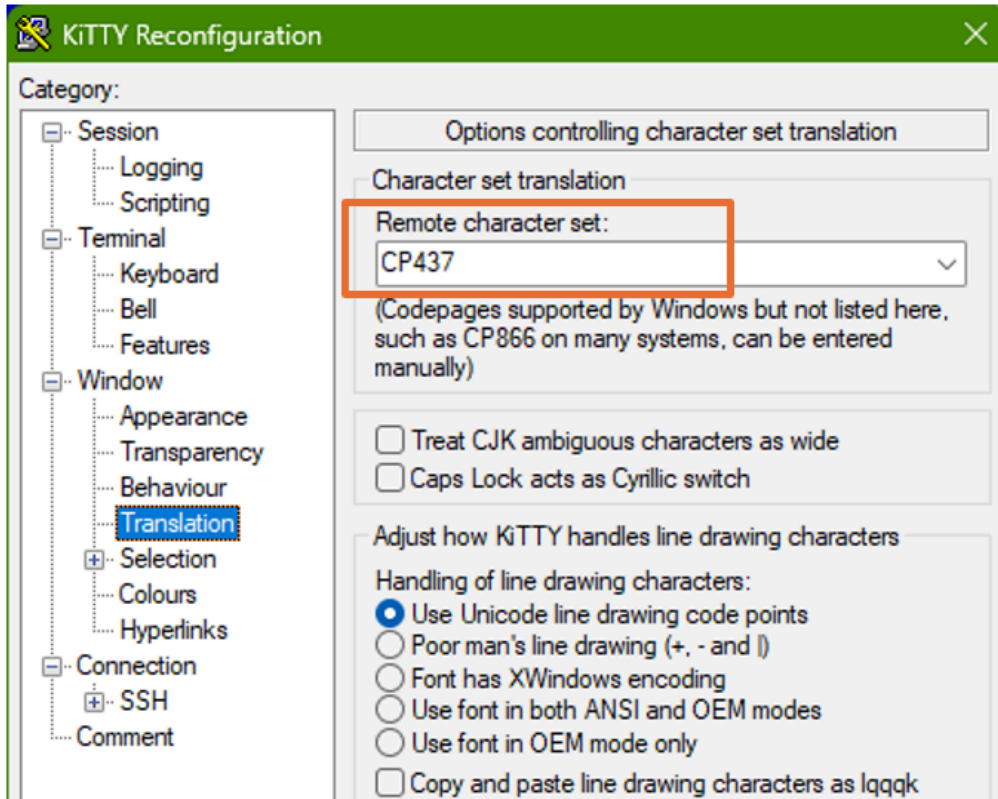 KiTTY Reconfiguration
Category:
Session
Logging
Scripting
Terminal
Keyboard
Bell
Features
Window
Appearance
Transparency
Behaviour
Translation
Selection
Colours
Hyperlinks
Connection
SSH
Comment
Options controlling character set translation
Character set translation
Remote character set:
CP437
(Codepages supported by Windows but not listed here,
such as CP866 on many systems, can be entered
manually)
Treat CJK ambiguous characters as wide
Caps Lock acts as Cyrillic switch
Adjust how KiTTY handles line drawing characters
Handling of line drawing characters:
Use Unicode line drawing code points
Poor man's line drawing (+, - and |)
Font has XWindows encoding
Use font in both ANSI and OEM modes
Use font in OEM mode only
Copy and paste line drawing characters as lqqqk